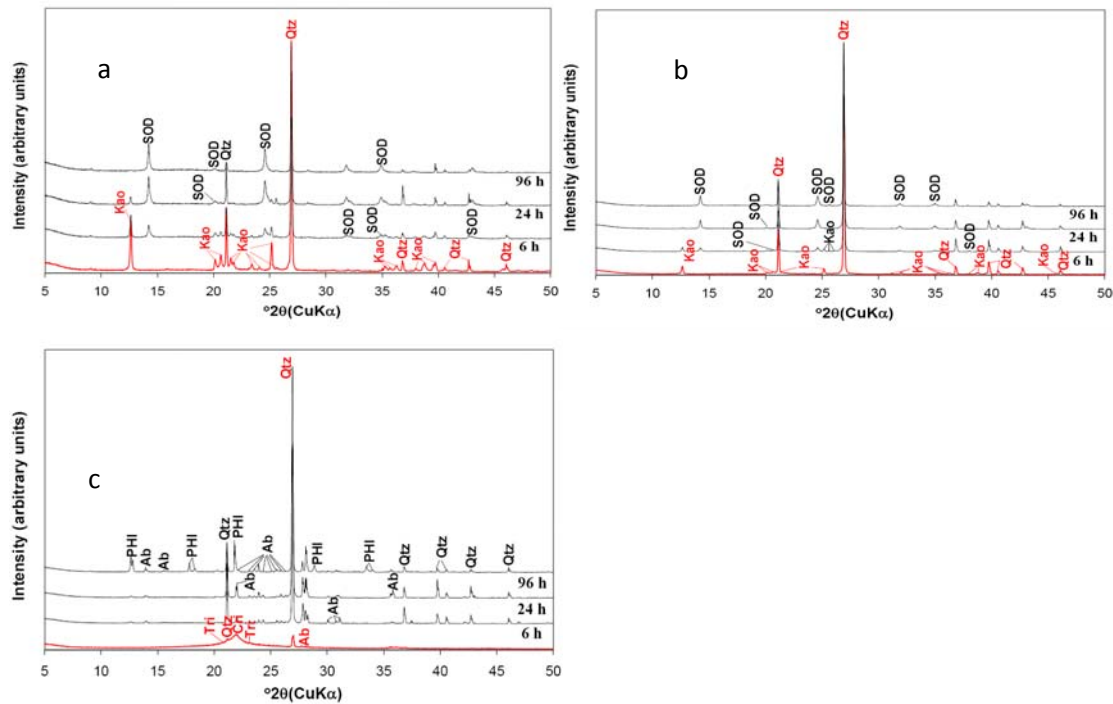 Intensity (arbitrary units)
a
Qtz
SOD
SOD
Qtz
SOD
SOD
96 h
Kao
SOD
24 h
SOD
SOD
SOD
6 h
Kao
Kao
Kao
Qtz
Kao
Qtz
Qtz
5 10 15 20 25 30 35 40 45 50
°2θ(CuKα)
Intensity (arbitrary units)
b
Qtz
Qtz
SOD
SOD
SOD
SOD
SOD
96 h
SOD
24 h
SOD
Kao
SOD
6 h
Kao
Kao
Kao
Kao
Qtz
Kao
Qtz
Kao
Qtz
5 10 15 20 25 30 35 40 45 50
°2θ(CuKα)
Intensity (arbitrary units)
c
Qtz
PHI
Ab
Ab
PHI
Qtz
PHI
Ab
PHI
PHI
Qtz
Qtz
Qtz
Qtz
96 h
Ab
Ab
24 h
Ab
6 h
Tri
Qtz
Cri
Tri
Ab
5 10 15 20 25 30 35 40 45 50
°2θ(CuKα)